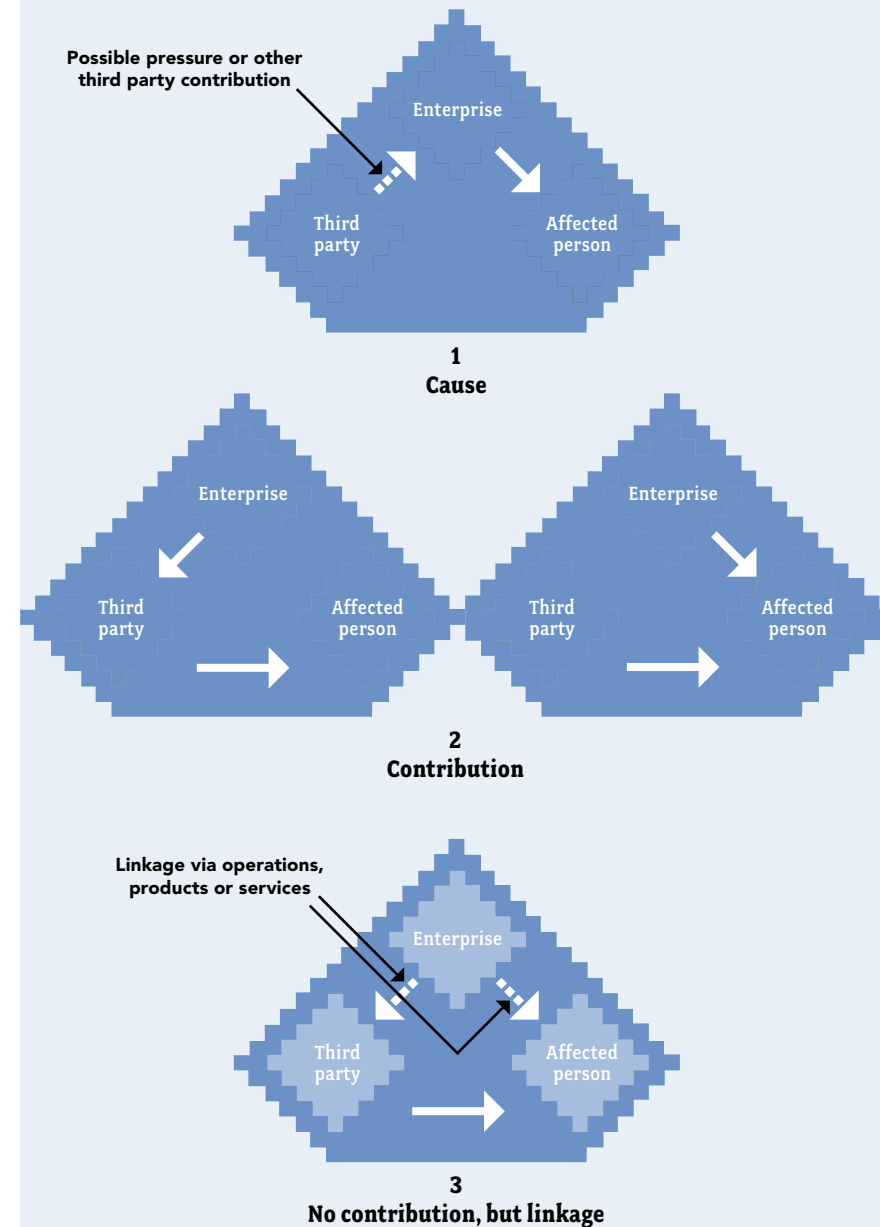 Possible pressure or other
third party contribution
Enterprise
Third
party
Affected
person
1
Cause
Enterprise
Third
party
Affected
person
Enterprise
Third
party
Affected
person
2
Contribution
Linkage via operations,
products or services
Enterprise
Third
party
Affected
person
3
No contribution, but linkage